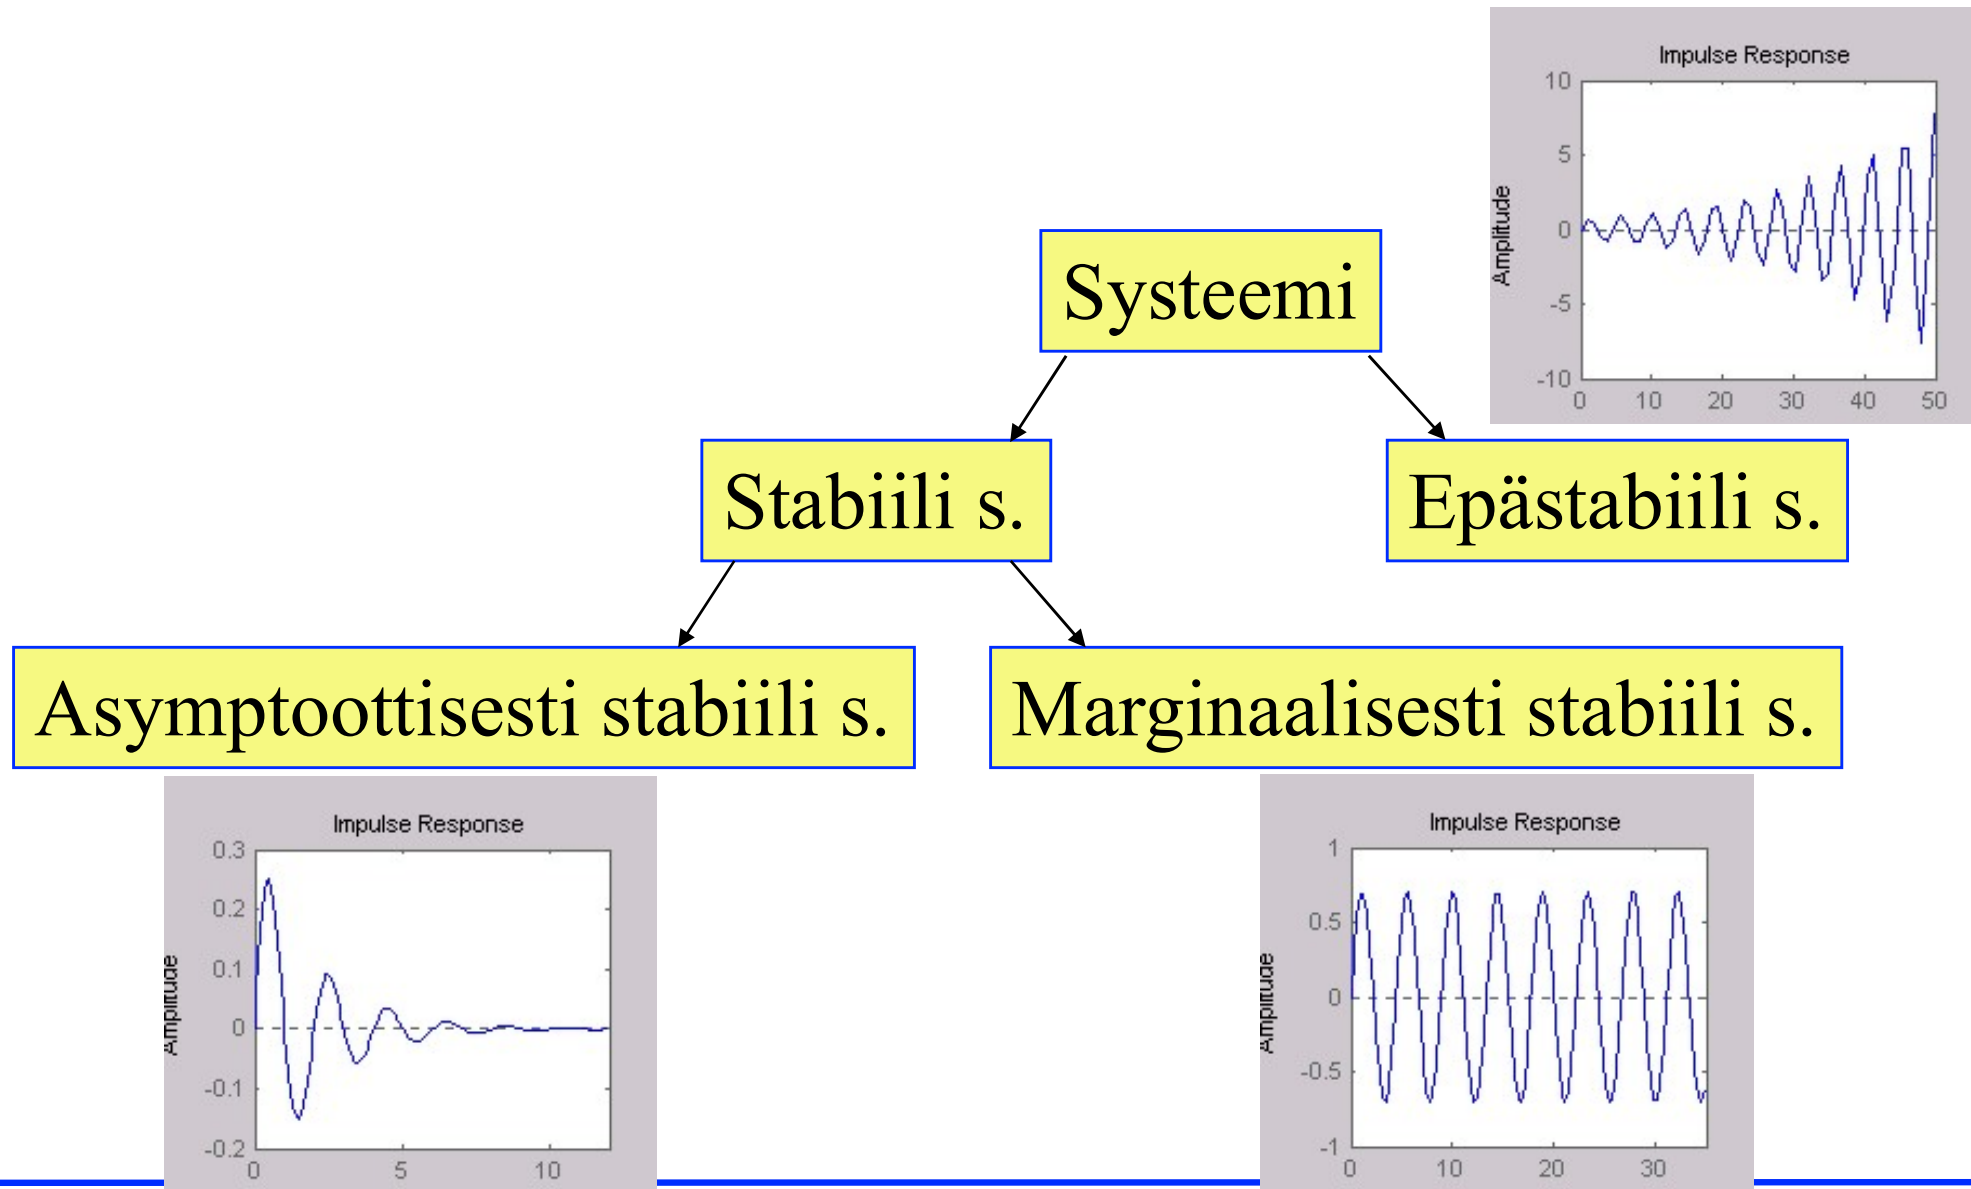 Impulse Response
10
5
0
-5
-10
0 10 20 30 40 50
Amplitude
Systeemi
Stabiili s.
Epästabiili s.
Asymptoottisesti stabiili s.
Marginaalisesti stabiili s.
Impulse Response
0.3
0.2
0.1
0
-0.1
-0.2
0 5 10
Amplitude
Impulse Response
1
0.5
0
-0.5
-1
0 10 20 30
Amplitude